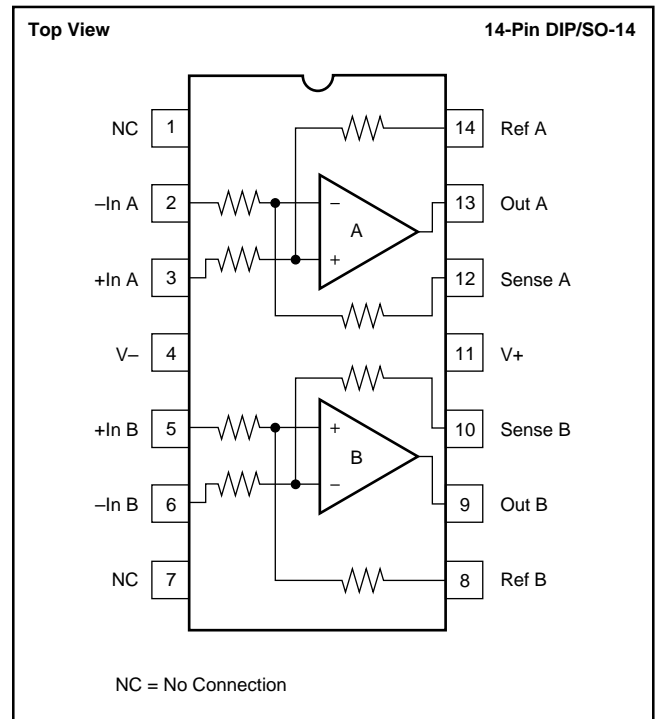 Top View 14-Pin DIP/SO-14
NC 1 14 Ref A
–In A 2 – 13 Out A
A
+In A 3 + 12 Sense A
V– 4 11 V+
+In B 5 + 10 Sense B
B
–In B 6 – 9 Out B
NC 7 8 Ref B
NC = No Connection